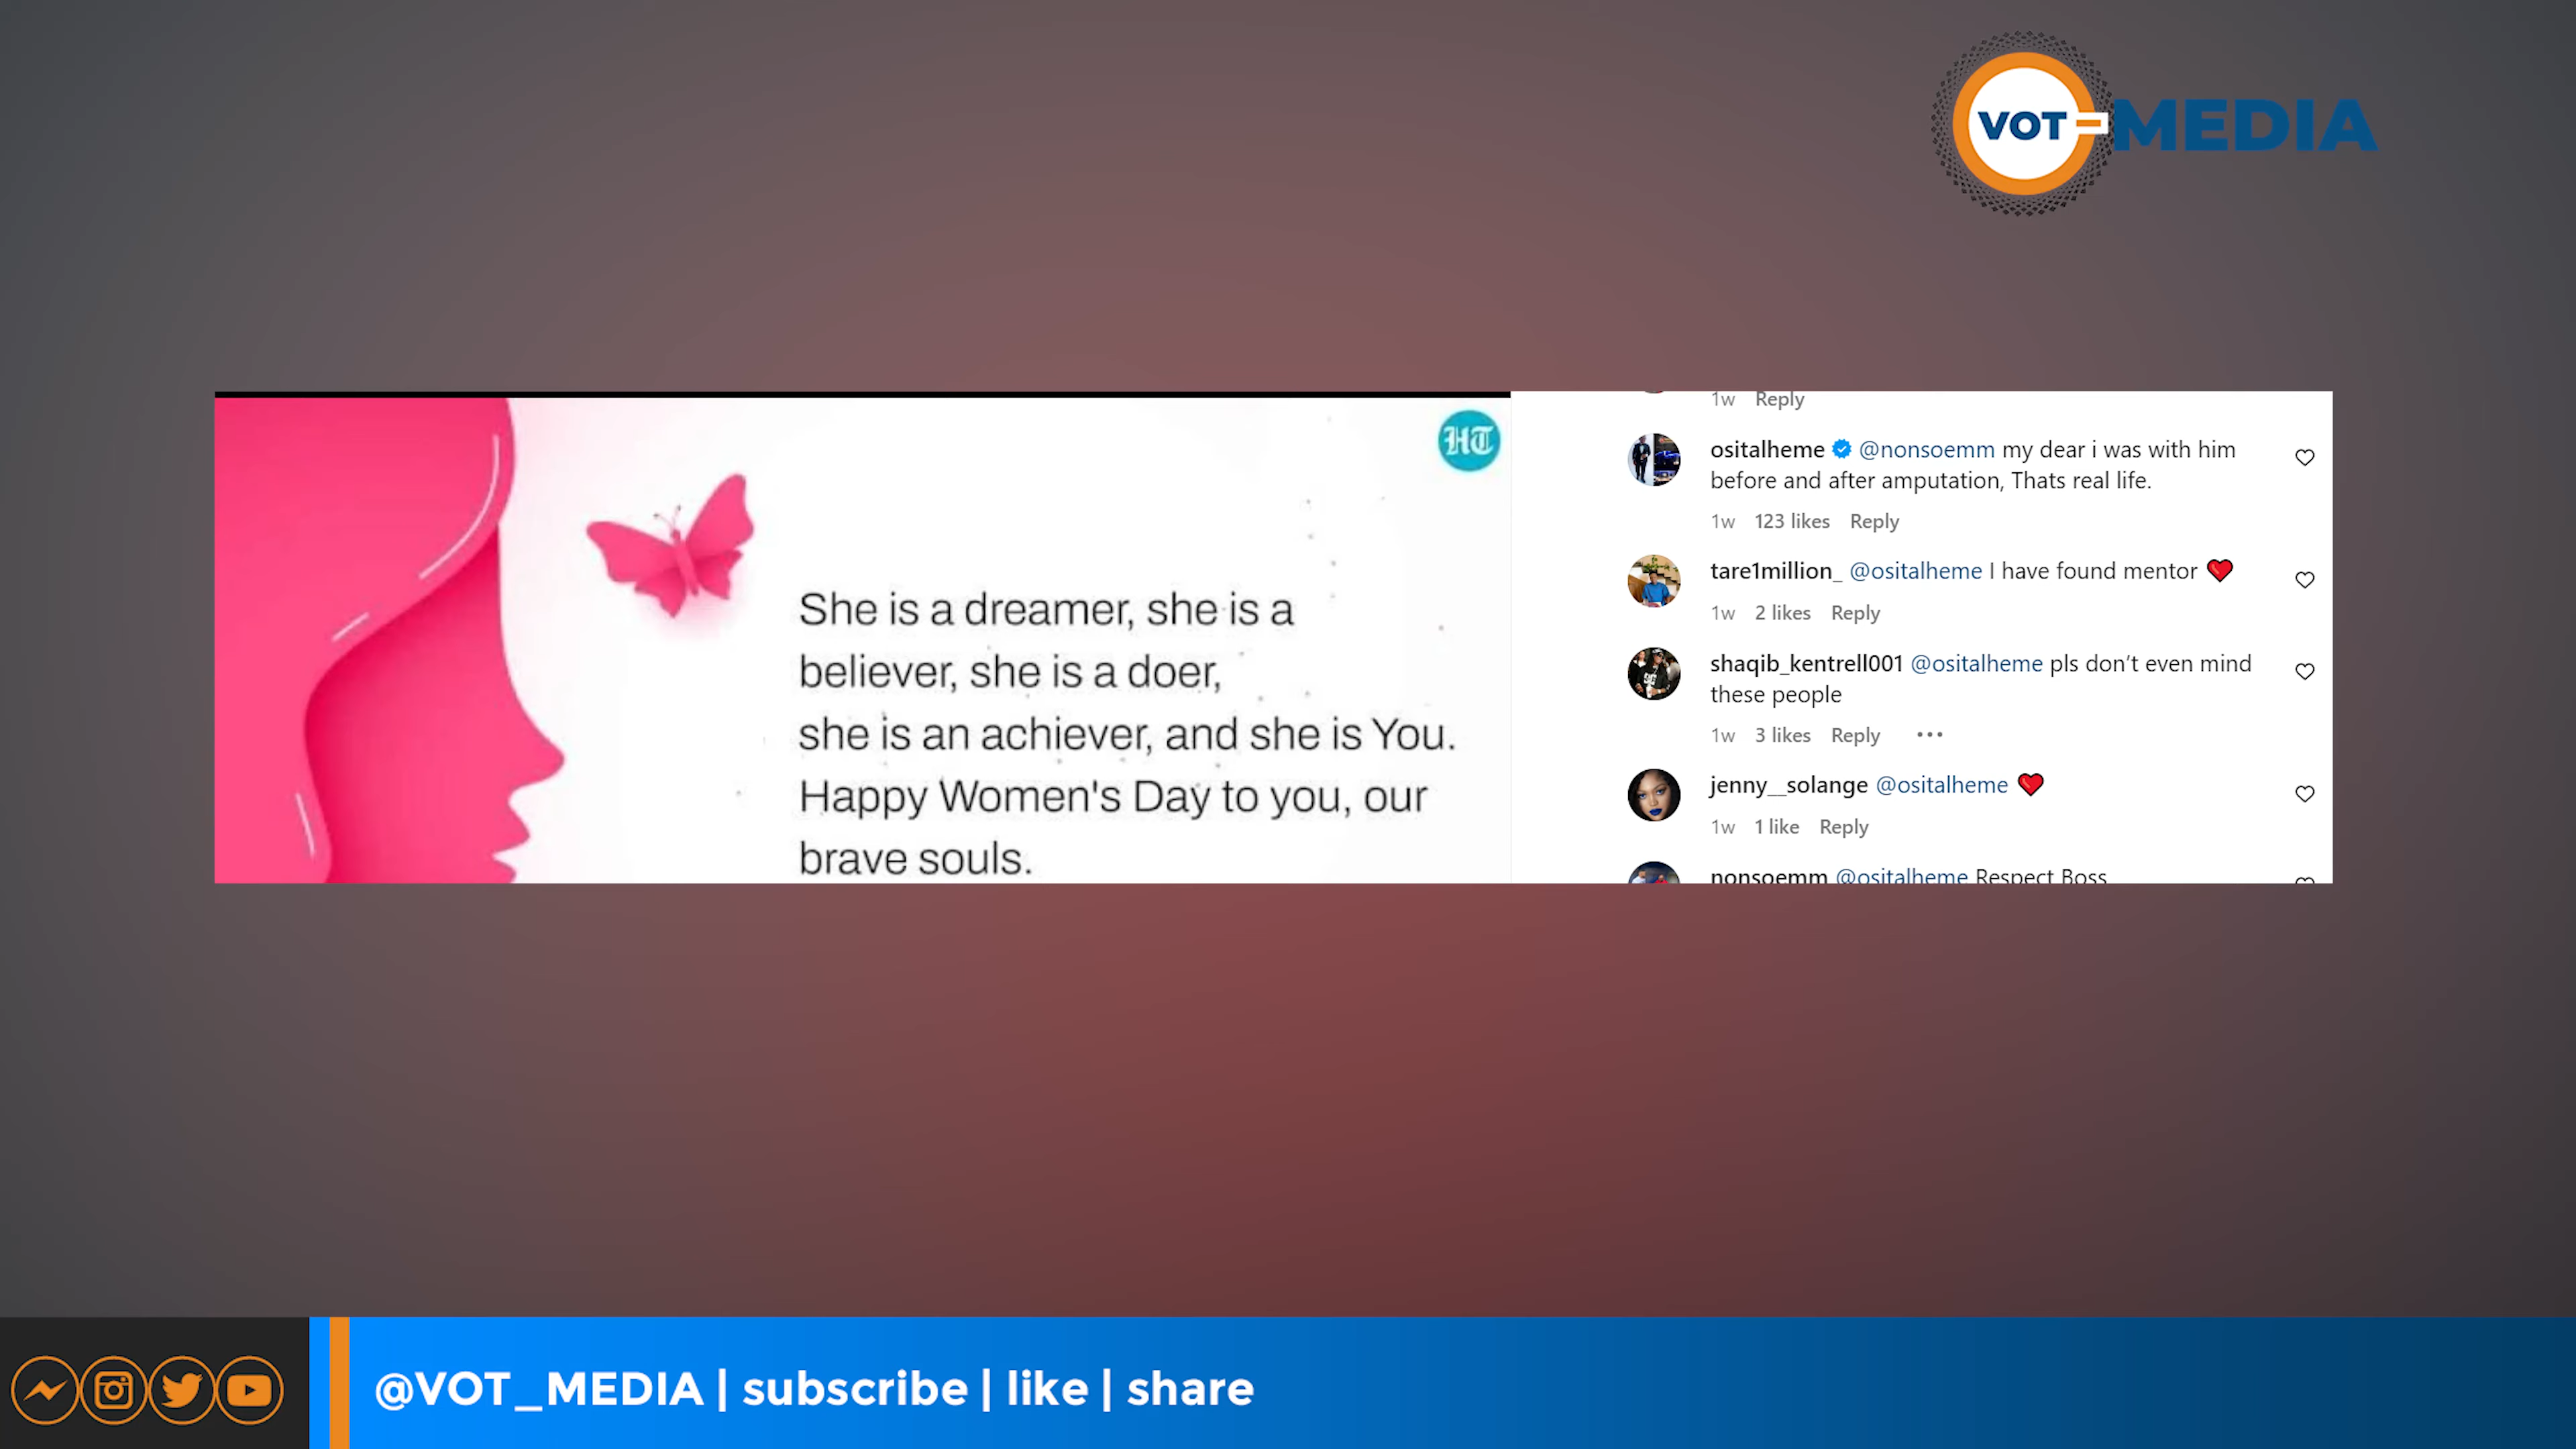 VOT MEDIA
HT
She is a dreamer, she is a
believer, she is a doer,
she is an achiever, and she is You.
Happy Women's Day to you, our
brave souls.
1w Reply
ositalheme @nonsoemm my dear i was with him
before and after amputation, Thats real life.
1w 123 likes Reply
tare1million_ @ositalheme I have found mentor ❤️
1w 2 likes Reply
shaqib_kentrell001 @ositalheme pls don’t even mind
these people
1w 3 likes Reply •••
jenny__solange @ositalheme ❤️
1w 1 like Reply
nonsoemm @ositalheme Respect Boss
@VOT_MEDIA | subscribe | like | share